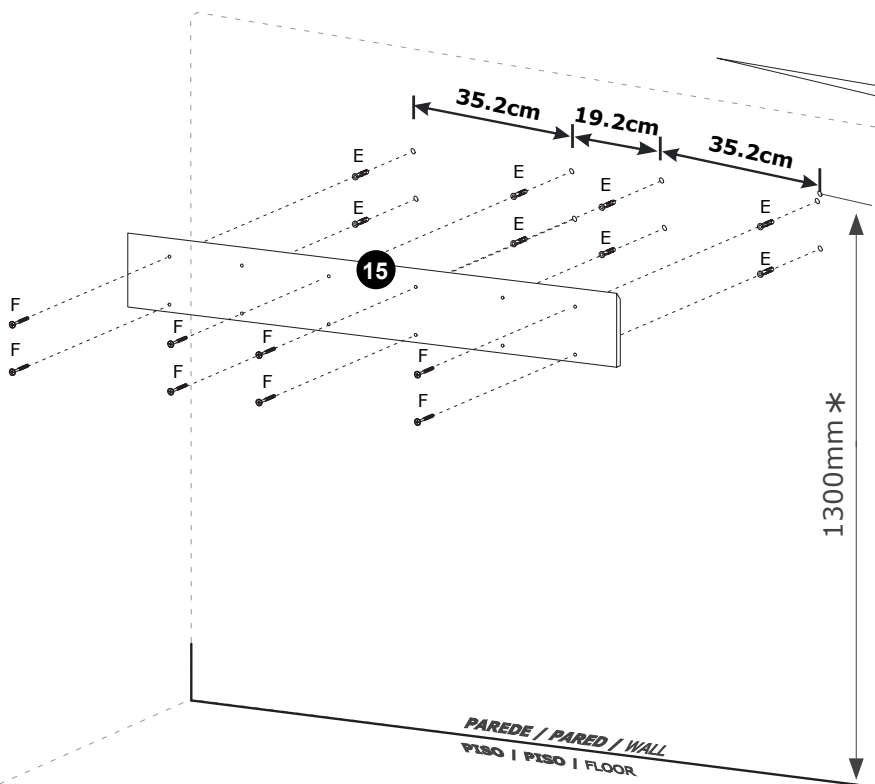 35.2cm
19.2cm
35.2cm
E
E
E
E
E
E
E
E
15
F
F
F
F
F
F
F
F
1300mm *
PAREDE / PARED / WALL
PISO | PISO | FLOOR